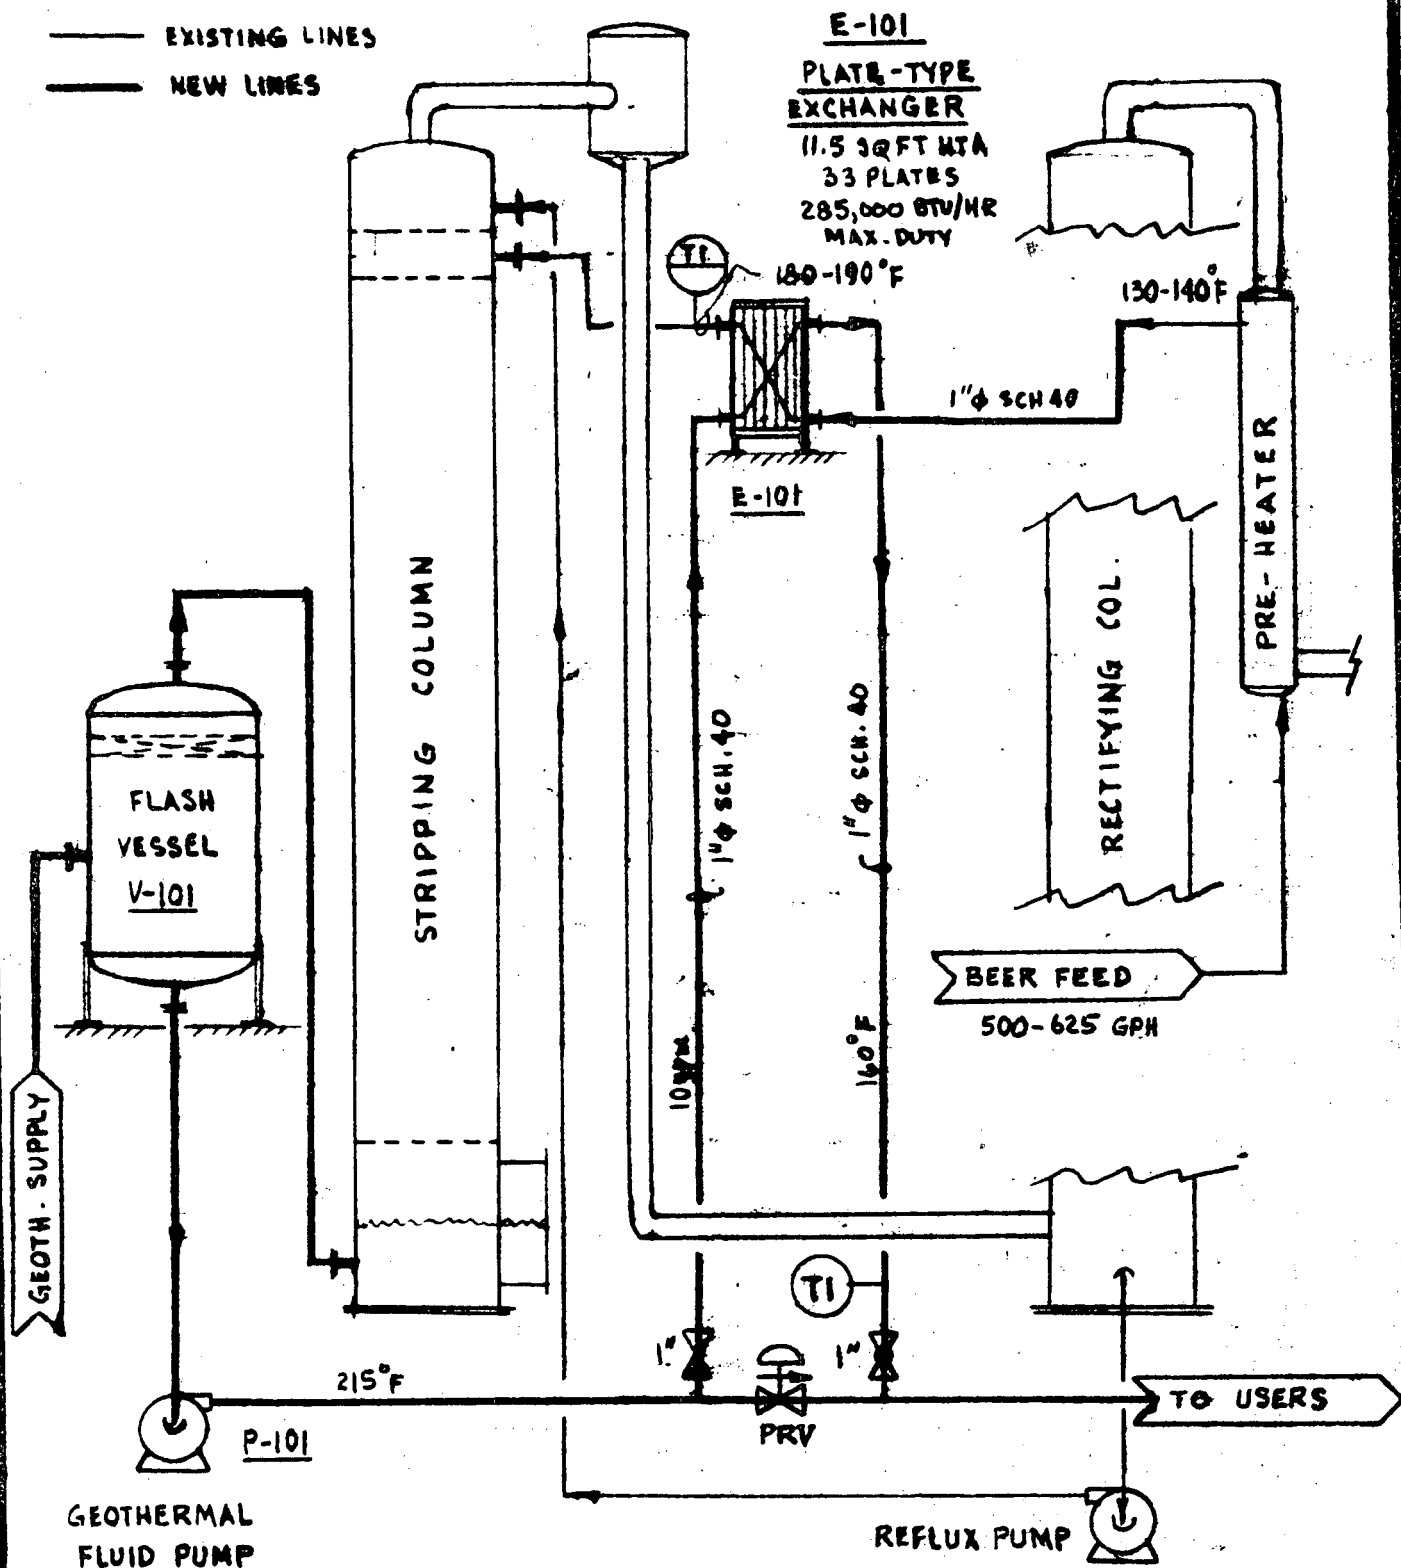 EXISTING LINES
NEW LINES
E-101
PLATE-TYPE
EXCHANGER
11.5 SQFT HTA
33 PLATES
285,000 BTU/HR
MAX. DUTY
TI
180-190°F
130-140°F
1"ϕ SCH 40
E-101
PRE-HEATER
STRIPPING COLUMN
RECTIFYING COL.
1"ϕ SCH. 40
1"ϕ SCH. 40
FLASH
VESSEL
V-101
BEER FEED
500-625 GPH
10 GPM
160°F
GEOTH. SUPPLY
TI
1"
1"
215°F
TO USERS
PRV
P-101
GEOTHERMAL
FLUID PUMP
REFLUX PUMP